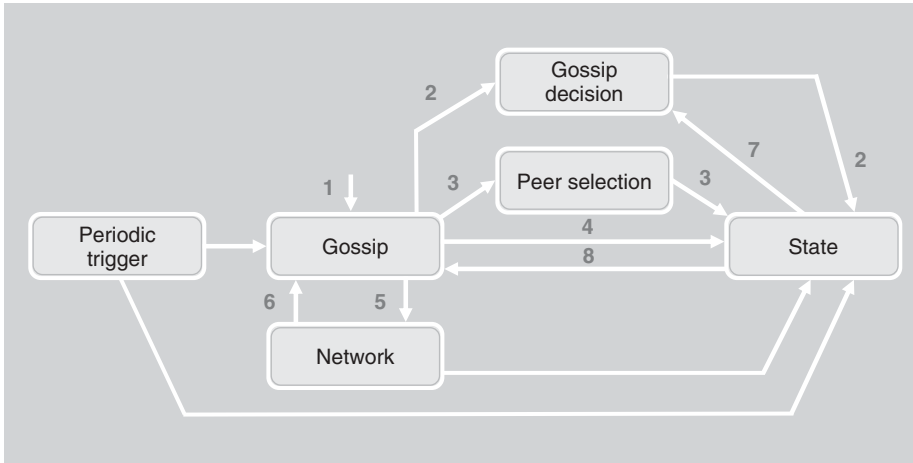 Gossip
decision
2
7
2
1
3
Peer selection
3
Periodic
trigger
Gossip
4
8
State
6
5
Network